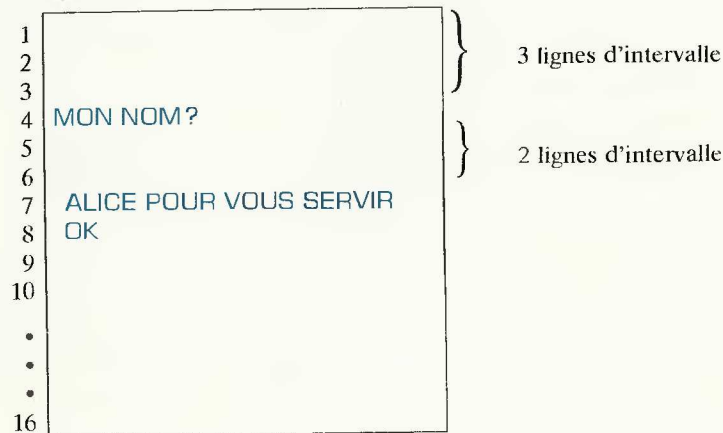 1
2
3
3 lignes d'intervalle
4 MON NOM?
5
2 lignes d'intervalle
6
7 ALICE POUR VOUS SERVIR
8 OK
9
10
•
•
•
16